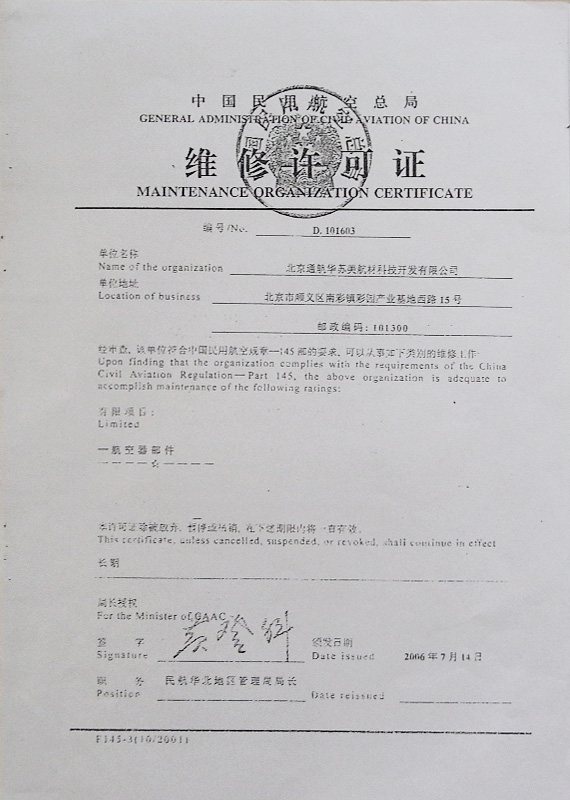 中国民用航空总局
GENERAL ADMINISTRATION OF CIVIL AVIATION OF CHINA
维修许可证
MAINTENANCE ORGANIZATION CERTIFICATE
编号/No. D.101603
单位名称
Name of the organization 北京通航华苏美航材科技开发有限公司
单位地址
Location of business 北京市顺义区南彩镇彩园产业基地西路15号
邮政编码:101300
经审查,该单位符合中国民用航空规章—145部的要求,可以从事如下类别的维修工作:
Upon finding that the organization complies with the requirements of the China
Civil Aviation Regulation—Part 145, the above organization is adequate to
accomplish maintenance of the following ratings:
有限项目:
Limited
—航空器部件
————☆————
本许可证除被放弃、暂停或吊销,在下述期限内将一直有效。
This certificate, unless cancelled, suspended, or revoked, shall continue in effect
长期
局长授权
For the Minister of CAAC
签 字 颁发日期
Signature Date issued 2006年7月14日
职 务 民航华北地区管理局局长
Position Date reissued
F145-3(10/2001)